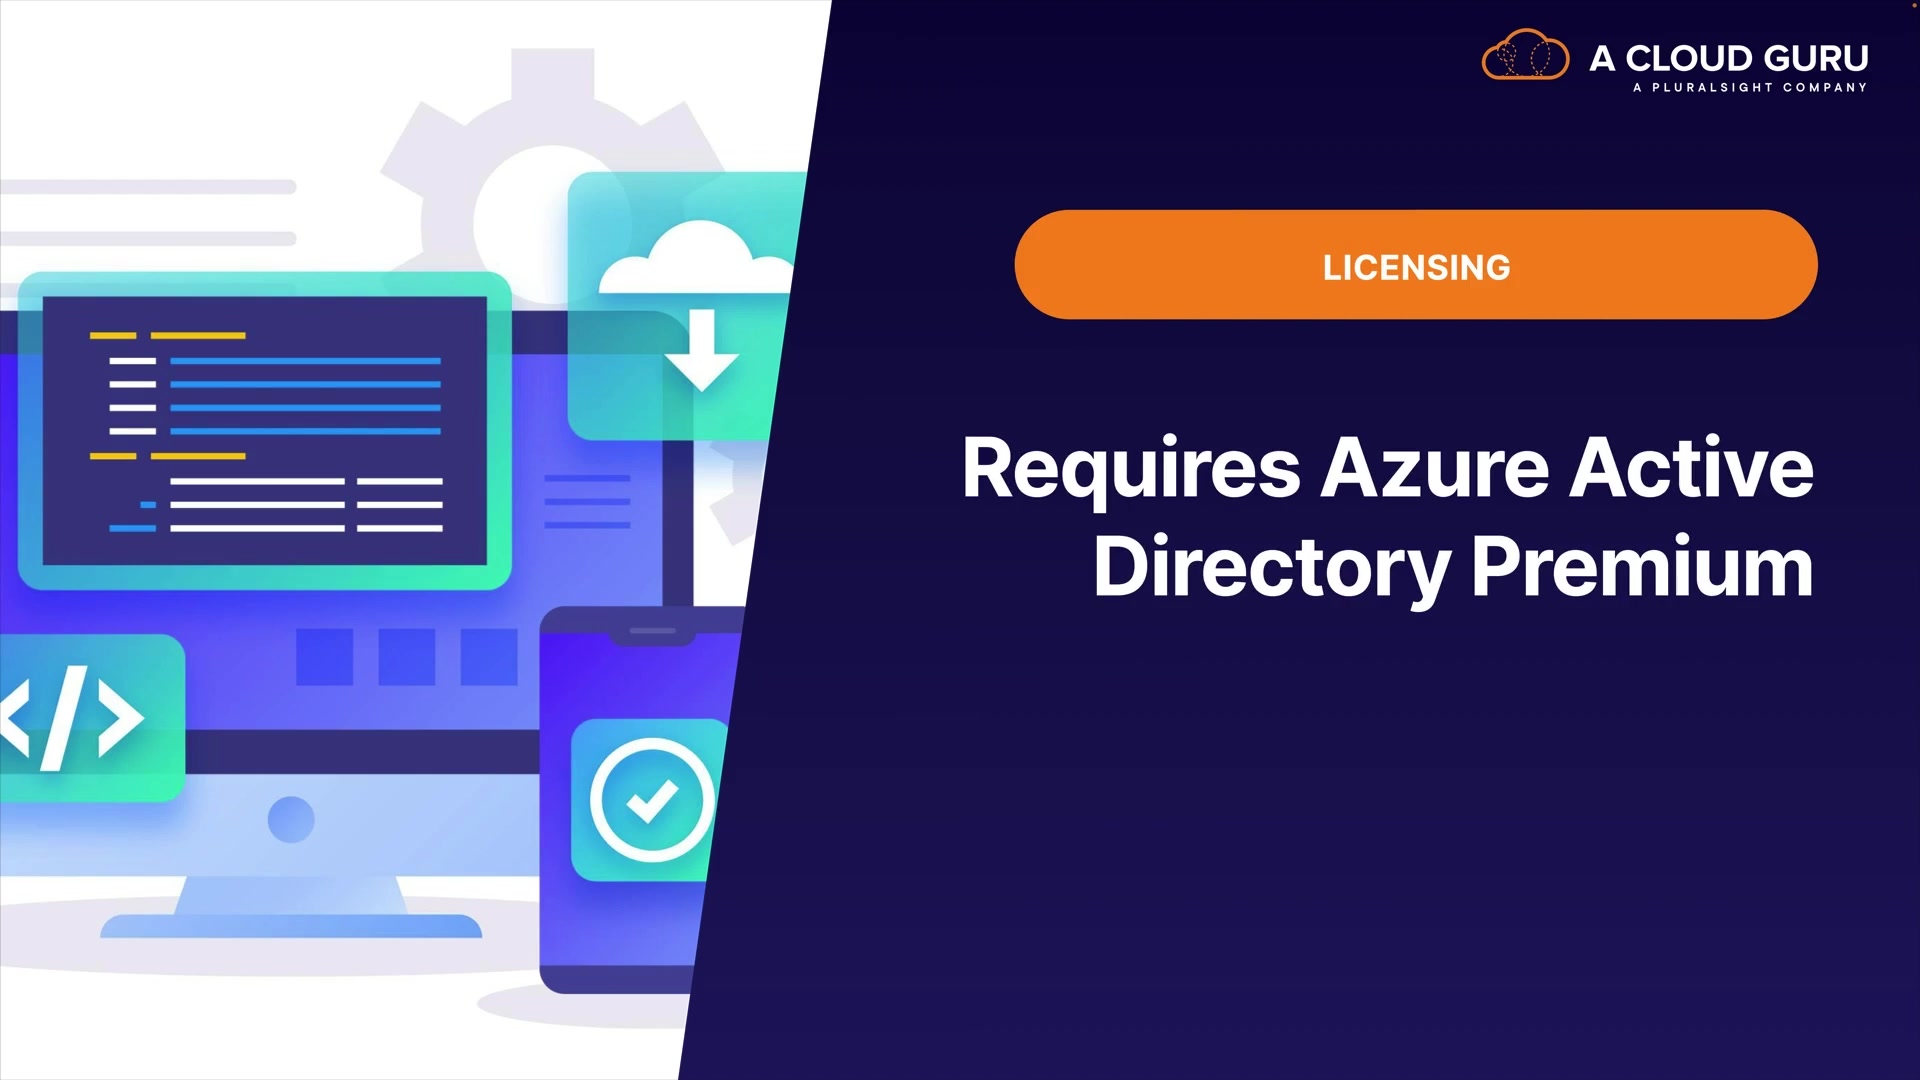 A CLOUD GURU
A PLURALSIGHT COMPANY
LICENSING
Requires Azure Active
Directory Premium
</>